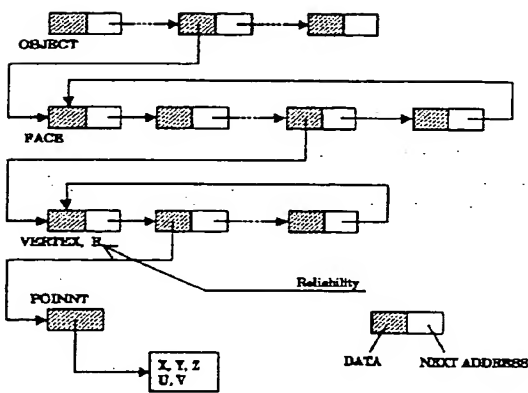 OBJECT
FACE
VERTEX, R
Reliability
POINNT
X, Y, Z
U, V
DATA
NEXT ADDRESS